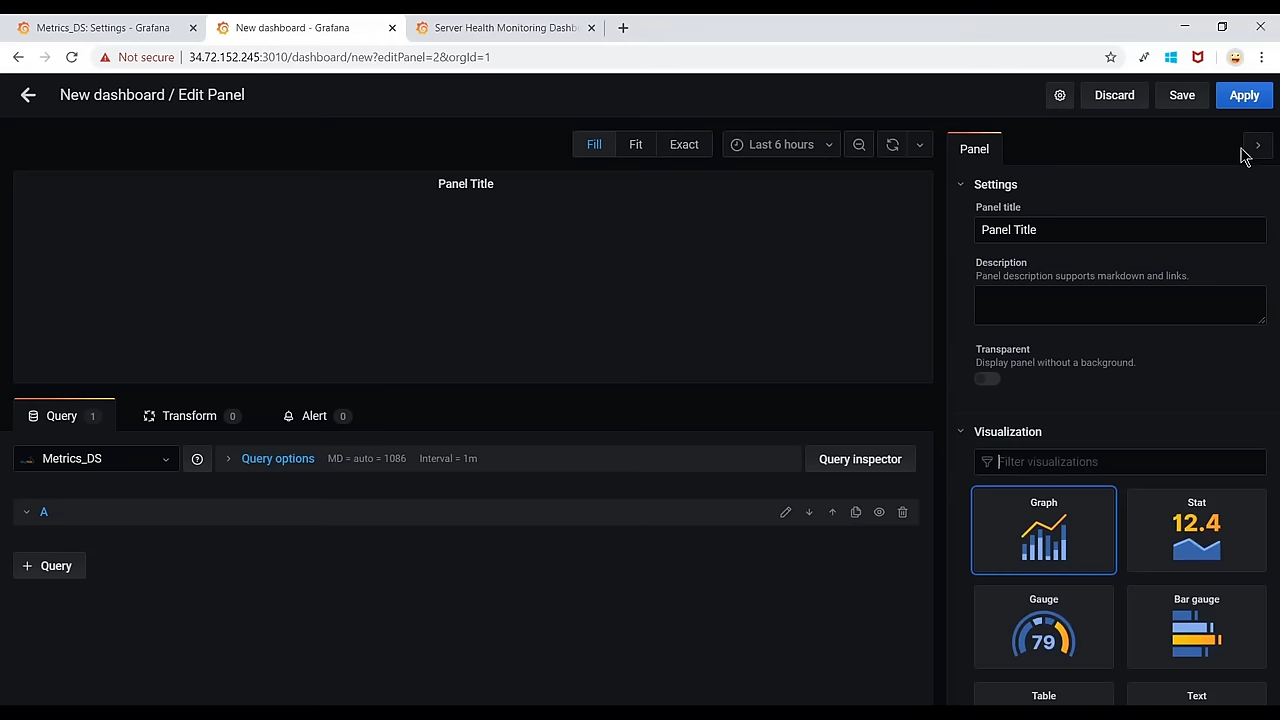 Metrics_DS: Settings - Grafana
New dashboard - Grafana
Server Health Monitoring Dashb
Not secure
34.72.152.245:3010/dashboard/new?editPanel=2&orgId=1
New dashboard / Edit Panel
Discard
Save
Apply
Fill
Fit
Exact
Last 6 hours
Panel
Panel Title
Settings
Panel title
Panel Title
Description
Panel description supports markdown and links.
Transparent
Display panel without a background.
Query 1
Transform 0
Alert 0
Visualization
Metrics_DS
Query options
MD = auto = 1086
Interval = 1m
Query inspector
Filter visualizations
A
Graph
Stat
12.4
+ Query
Gauge
79
Bar gauge
Table
Text